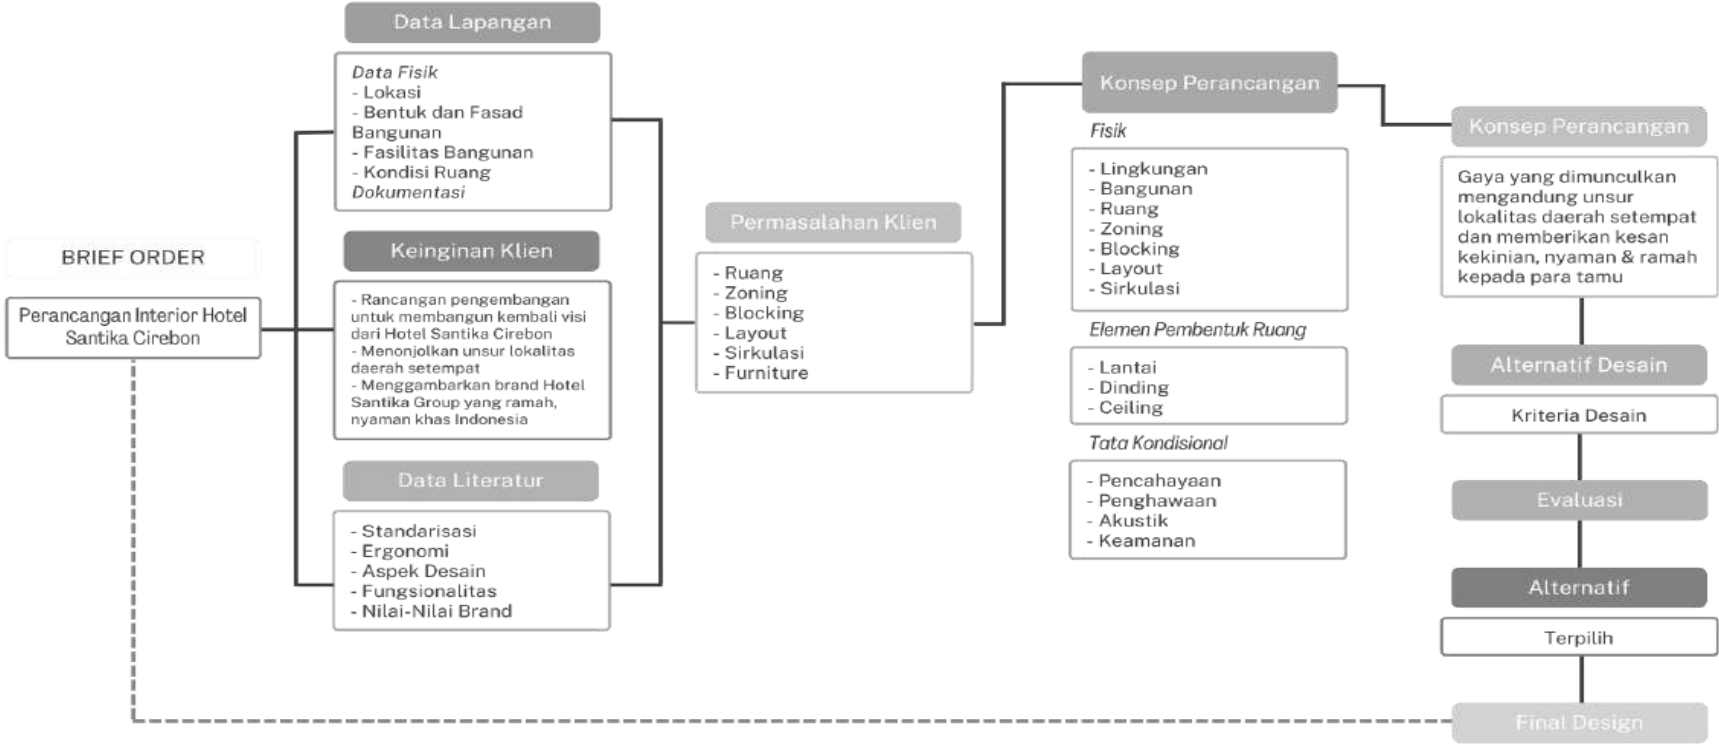 BRIEF ORDER
Perancangan Interior Hotel
Santika Cirebon
Data Lapangan
Data Fisik
- Lokasi
- Bentuk dan Fasad
Bangunan
- Fasilitas Bangunan
- Kondisi Ruang
Dokumentasi
Keinginan Klien
- Rancangan pengembangan
untuk membangun kembali visi
dari Hotel Santika Cirebon
- Menonjolkan unsur lokalitas
daerah setempat
- Menggambarkan brand Hotel
Santika Group yang ramah,
nyaman khas Indonesia
Data Literatur
- Standarisasi
- Ergonomi
- Aspek Desain
- Fungsionalitas
- Nilai-Nilai Brand
Permasalahan Klien
- Ruang
- Zoning
- Blocking
- Layout
- Sirkulasi
- Furniture
Konsep Perancangan
Fisik
- Lingkungan
- Bangunan
- Ruang
- Zoning
- Blocking
- Layout
- Sirkulasi
Elemen Pembentuk Ruang
- Lantai
- Dinding
- Ceiling
Tata Kondisional
- Pencahayaan
- Penghawaan
- Akustik
- Keamanan
Konsep Perancangan
Gaya yang dimunculkan
mengandung unsur
lokalitas daerah setempat
dan memberikan kesan
kekinian, nyaman & ramah
kepada para tamu
Alternatif Desain
Kriteria Desain
Evaluasi
Alternatif
Terpilih
Final Design